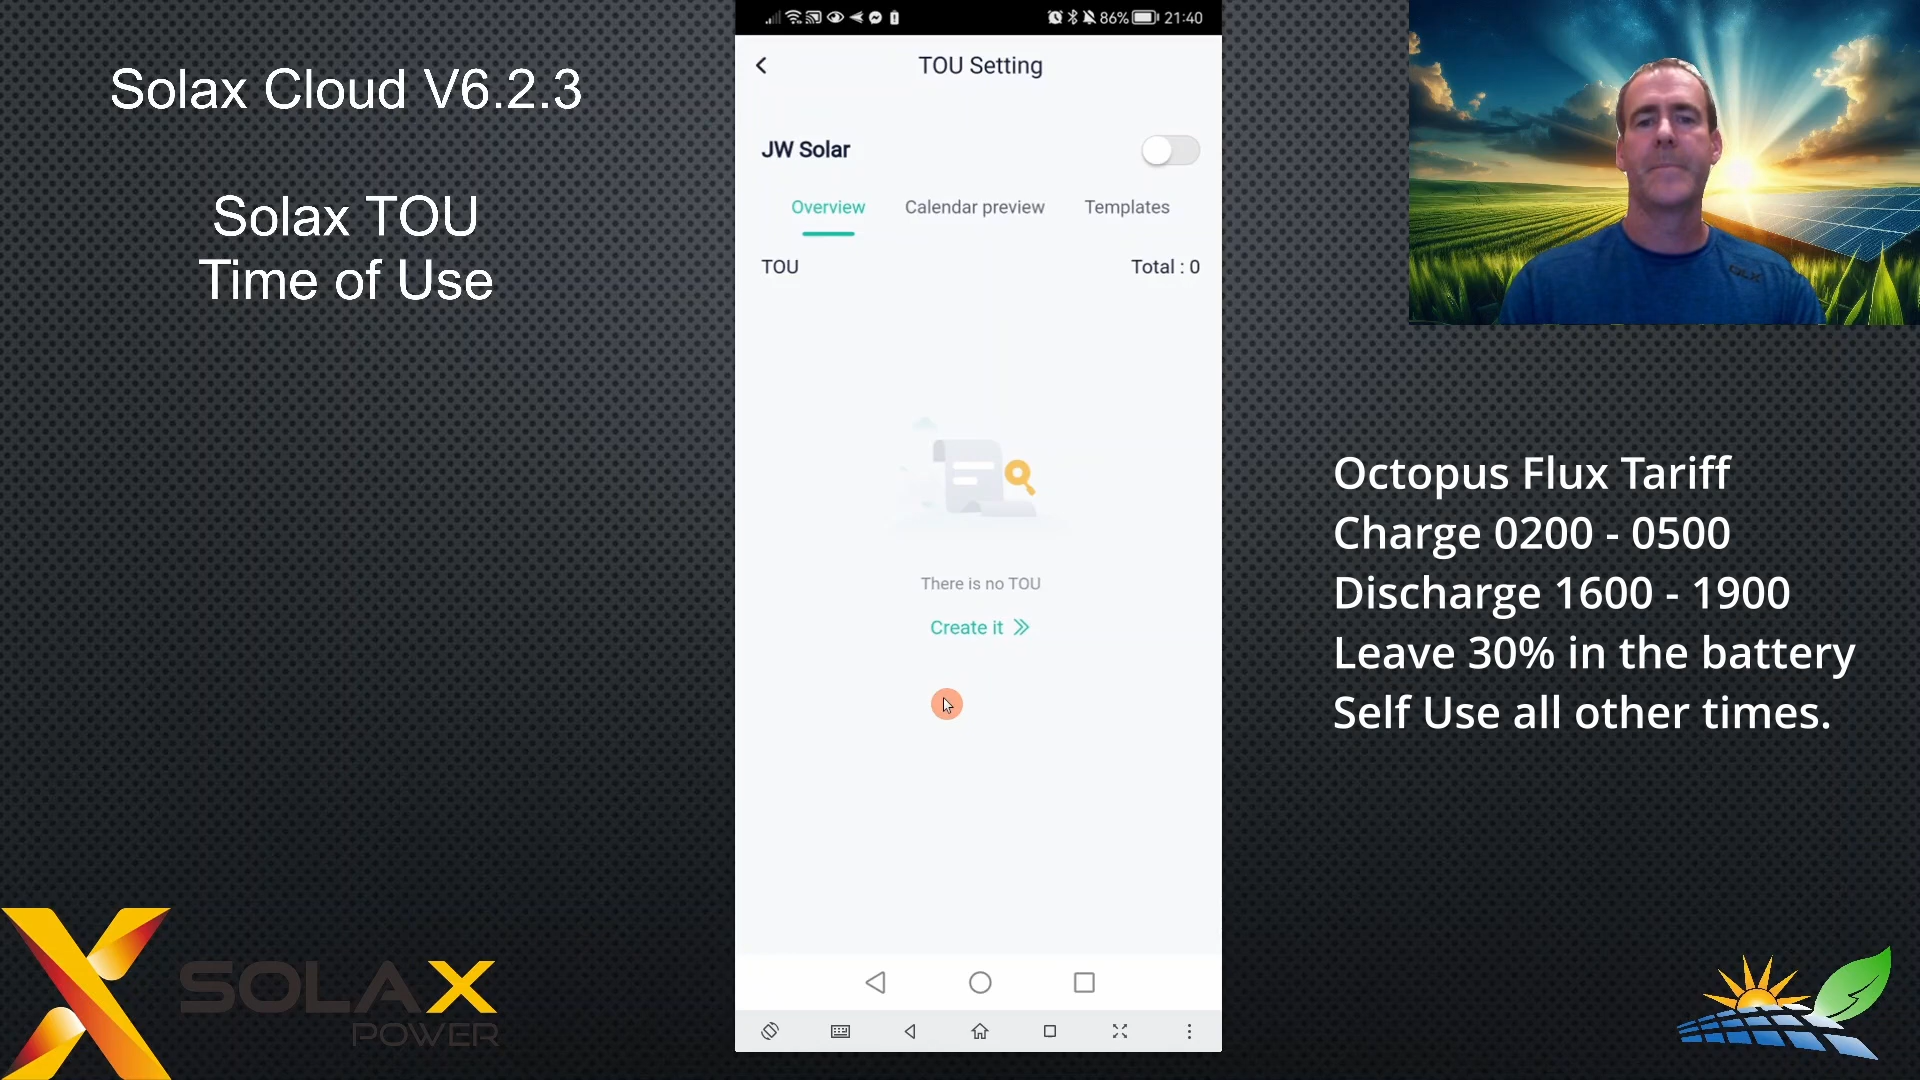 Solax Cloud V6.2.3
Solax TOU
Time of Use
86% 21:40
TOU Setting
JW Solar
Overview Calendar preview Templates
TOU Total : 0
There is no TOU
Create it
Octopus Flux Tariff
Charge 0200 - 0500
Discharge 1600 - 1900
Leave 30% in the battery
Self Use all other times.
SOLAX
POWER